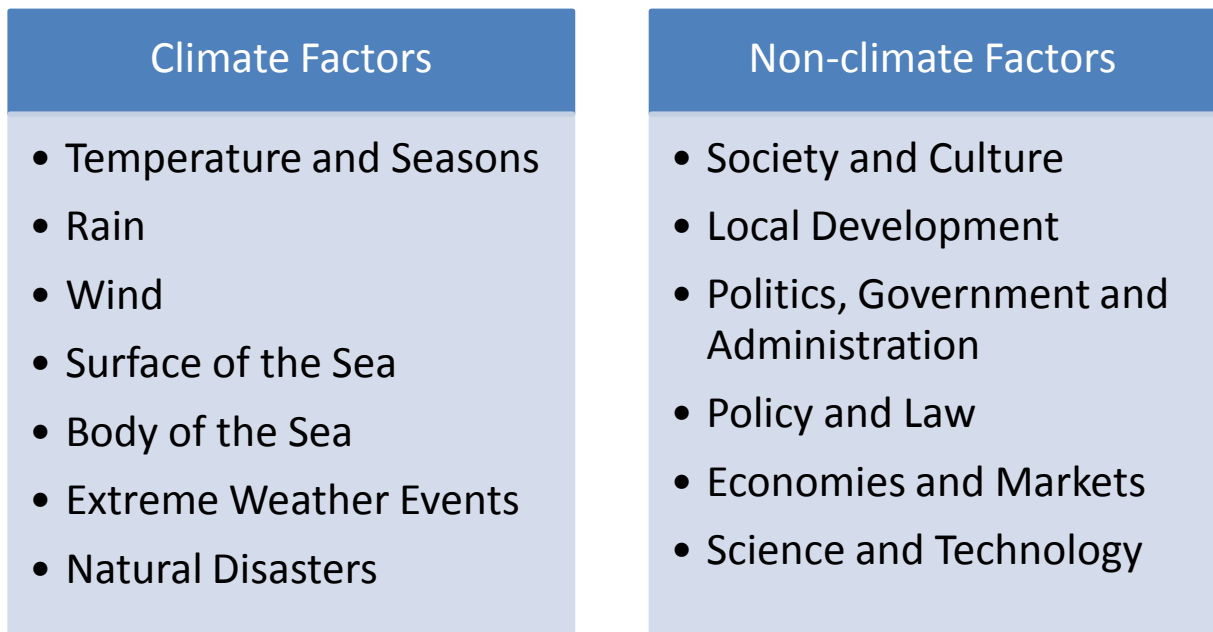 Climate Factors
• Temperature and Seasons
• Rain
• Wind
• Surface of the Sea
• Body of the Sea
• Extreme Weather Events
• Natural Disasters
Non-climate Factors
• Society and Culture
• Local Development
• Politics, Government and
Administration
• Policy and Law
• Economies and Markets
• Science and Technology